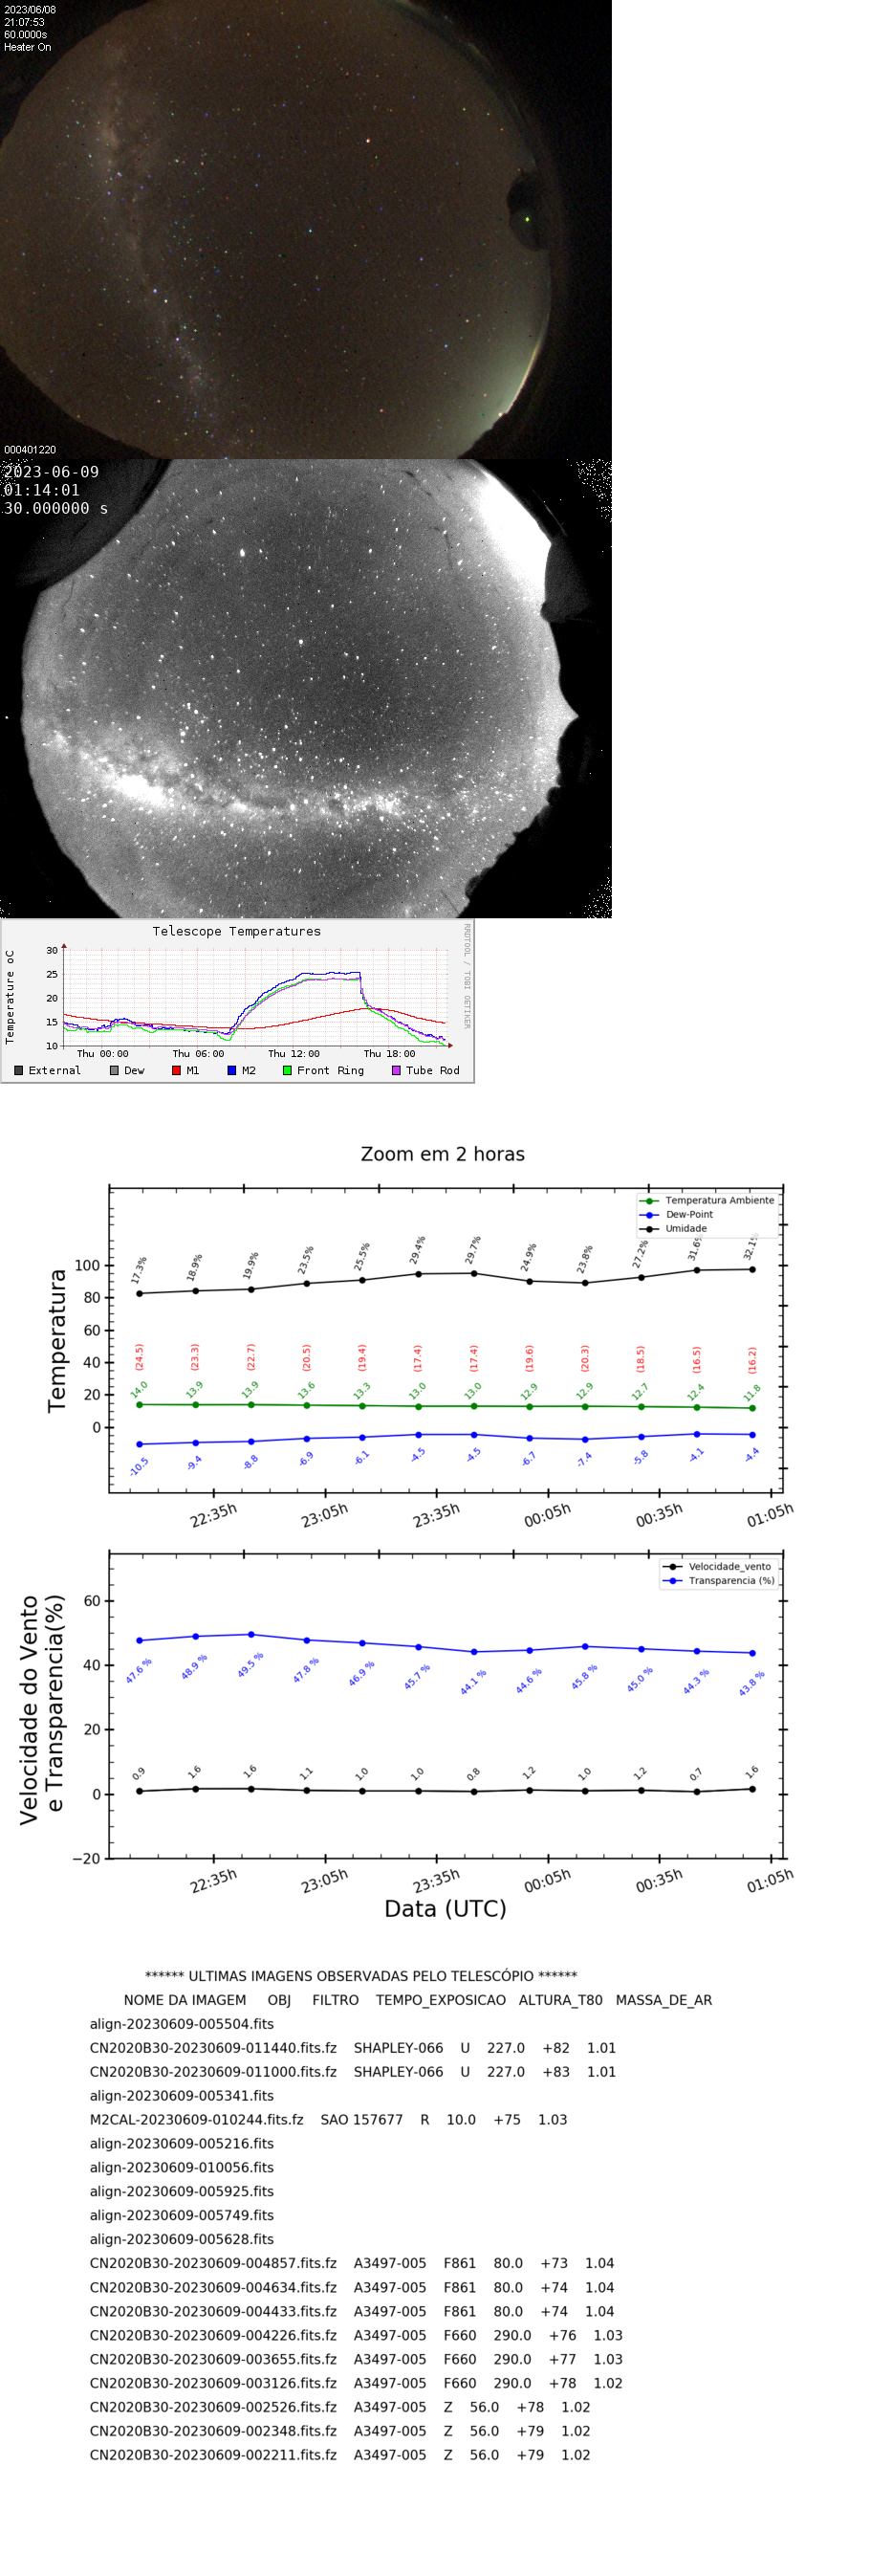 2023/06/08
21:07:53
60.0000s
Heater On
000401220
2023-06-09
01:14:01
30.000000 s
Telescope Temperatures
RRDTOOL / TOBI OETIKER
Temperature oC
30
25
20
15
10
Thu 00:00 Thu 06:00 Thu 12:00 Thu 18:00
External Dew M1 M2 Front Ring Tube Rod
Zoom em 2 horas
Temperatura Ambiente
Dew-Point
Umidade
Temperatura
100
80
60
40
20
0
17.3% 18.9% 19.9% 23.5% 25.5% 29.4% 29.7% 24.9% 23.8% 27.2% 31.6% 32.1%
(24.5) (23.3) (22.7) (20.5) (19.4) (17.4) (17.4) (19.6) (20.3) (18.5) (16.5) (16.2)
14.0 13.9 13.9 13.6 13.3 13.0 13.0 12.9 12.9 12.7 12.4 11.8
-10.5 -9.4 -8.8 -6.9 -6.1 -4.5 -4.5 -6.7 -7.4 -5.8 -4.1 -4.4
22:35h 23:05h 23:35h 00:05h 00:35h 01:05h
Velocidade_vento
Transparencia (%)
Velocidade do Vento
e Transparencia(%)
60
40
20
0
−20
47.6 % 48.9 % 49.5 % 47.8 % 46.9 % 45.7 % 44.1 % 44.6 % 45.8 % 45.0 % 44.3 % 43.8 %
0.9 1.6 1.6 1.1 1.0 1.0 0.8 1.2 1.0 1.2 0.7 1.6
22:35h 23:05h 23:35h 00:05h 00:35h 01:05h
Data (UTC)
****** ULTIMAS IMAGENS OBSERVADAS PELO TELESCÓPIO ******
NOME DA IMAGEM OBJ FILTRO TEMPO_EXPOSICAO ALTURA_T80 MASSA_DE_AR
align-20230609-005504.fits
CN2020B30-20230609-011440.fits.fz SHAPLEY-066 U 227.0 +82 1.01
CN2020B30-20230609-011000.fits.fz SHAPLEY-066 U 227.0 +83 1.01
align-20230609-005341.fits
M2CAL-20230609-010244.fits.fz SAO 157677 R 10.0 +75 1.03
align-20230609-005216.fits
align-20230609-010056.fits
align-20230609-005925.fits
align-20230609-005749.fits
align-20230609-005628.fits
CN2020B30-20230609-004857.fits.fz A3497-005 F861 80.0 +73 1.04
CN2020B30-20230609-004634.fits.fz A3497-005 F861 80.0 +74 1.04
CN2020B30-20230609-004433.fits.fz A3497-005 F861 80.0 +74 1.04
CN2020B30-20230609-004226.fits.fz A3497-005 F660 290.0 +76 1.03
CN2020B30-20230609-003655.fits.fz A3497-005 F660 290.0 +77 1.03
CN2020B30-20230609-003126.fits.fz A3497-005 F660 290.0 +78 1.02
CN2020B30-20230609-002526.fits.fz A3497-005 Z 56.0 +78 1.02
CN2020B30-20230609-002348.fits.fz A3497-005 Z 56.0 +79 1.02
CN2020B30-20230609-002211.fits.fz A3497-005 Z 56.0 +79 1.02